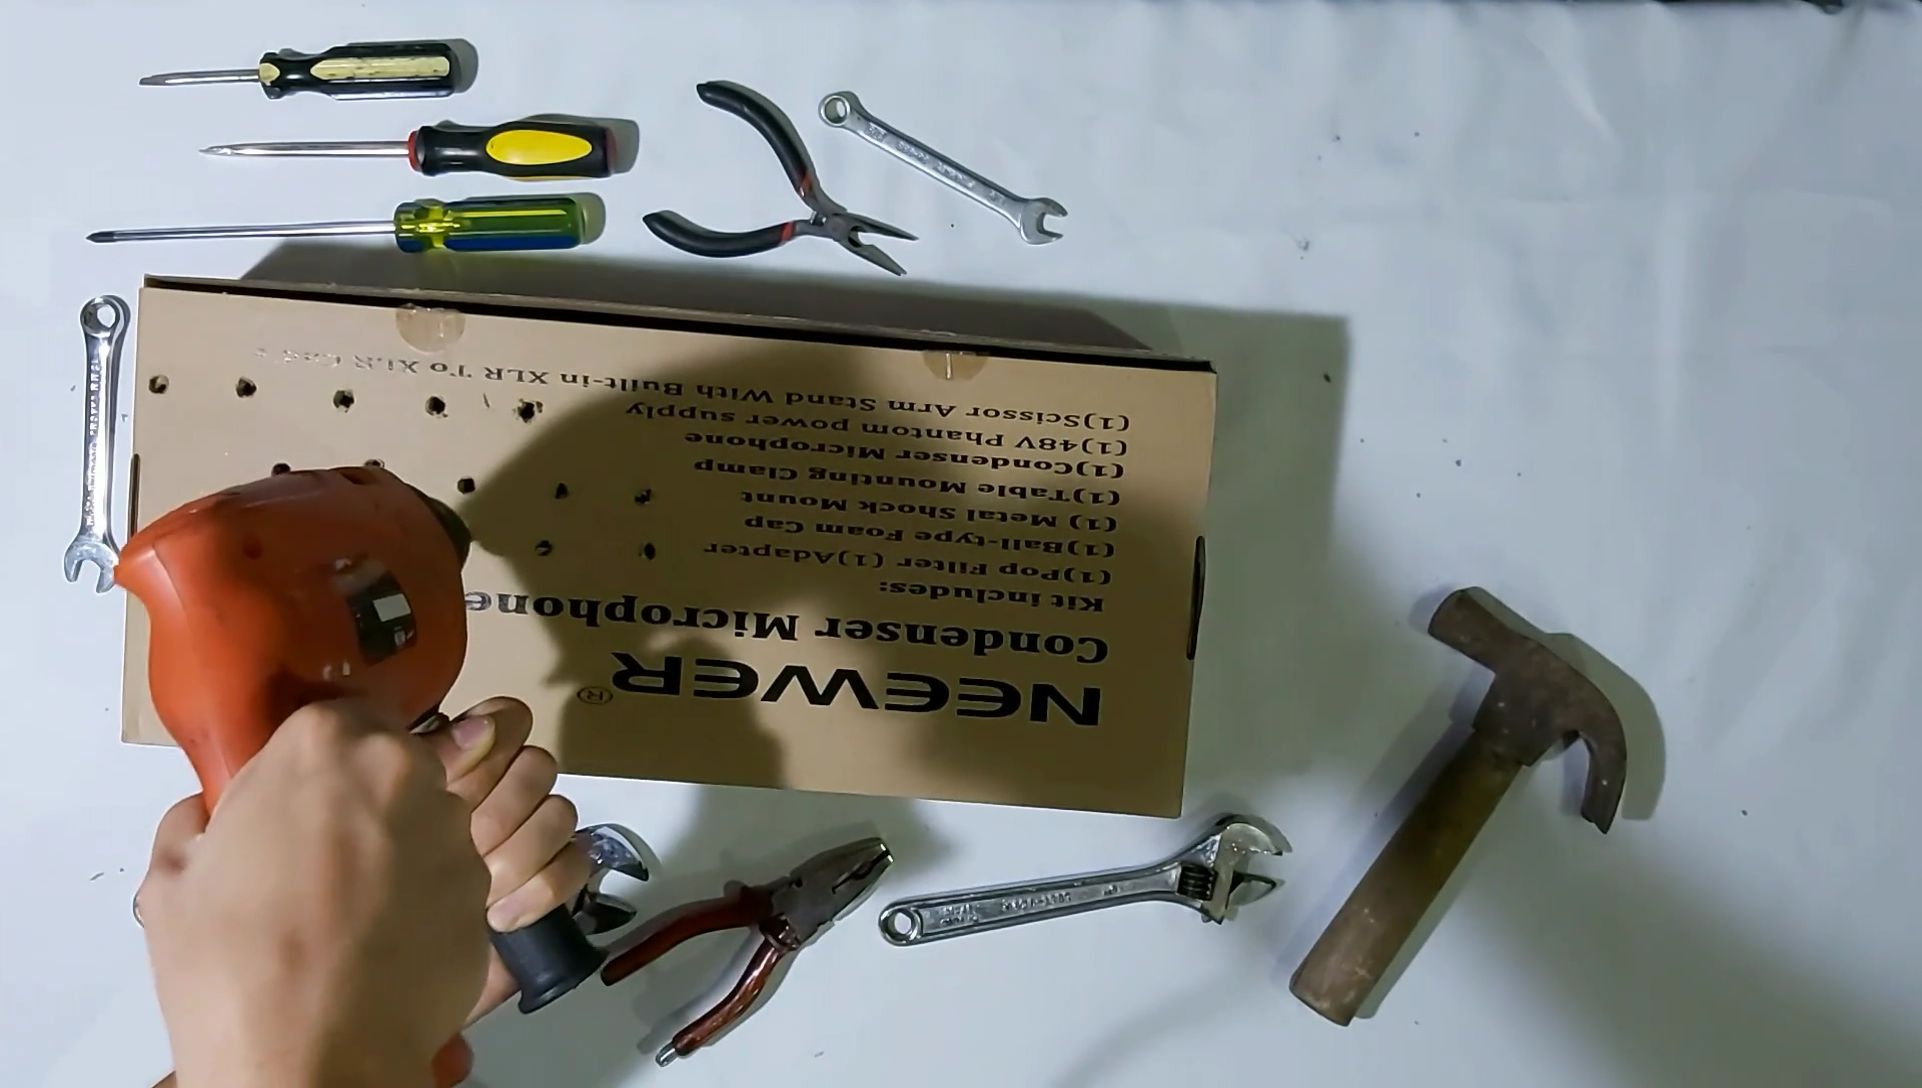 NEEWER®
Condenser Microphone
Kit includes:
(1)Pop Filter (1)Adapter
(1)Ball-type Foam Cap
(1) Metal Shock Mount
(1)Table Mounting Clamp
(1)Condenser Microphone
(1)48V Phantom power supply
(1)Scissor Arm Stand With Built-in XLR To XLR